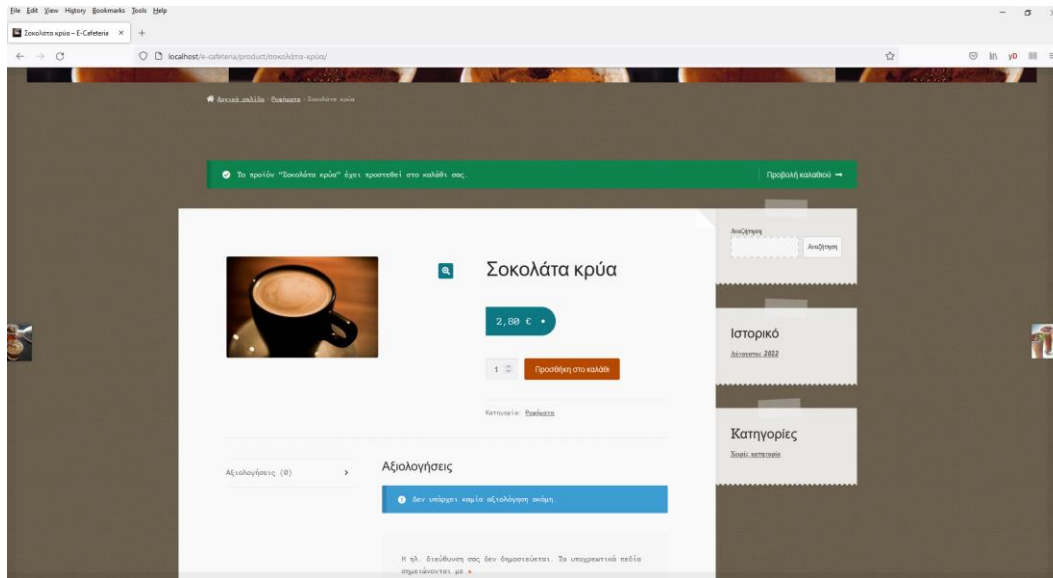 File Edit View History Bookmarks Tools Help
Σοκολάτα κρύα – E-Cafeteria
localhost/e-cafeteria/product/σοκολάτα-κρύα/
Αρχική σελίδα Ροφήματα Σοκολάτα κρύα
Το προϊόν "Σοκολάτα κρύα" έχει προστεθεί στο καλάθι σας.
Προβολή καλαθιού →
Σοκολάτα κρύα
2,80 €
1
Προσθήκη στο καλάθι
Κατηγορία: Ροφήματα
Αναζήτηση
Αναζήτηση
Ιστορικό
Αύγουστος 2022
Κατηγορίες
Χωρίς κατηγορία
Αξιολογήσεις (0)
Αξιολογήσεις
Δεν υπάρχει καμία αξιολόγηση ακόμη.
Η ηλ. διεύθυνση σας δεν δημοσιεύεται. Τα υποχρεωτικά πεδία
σημειώνονται με *